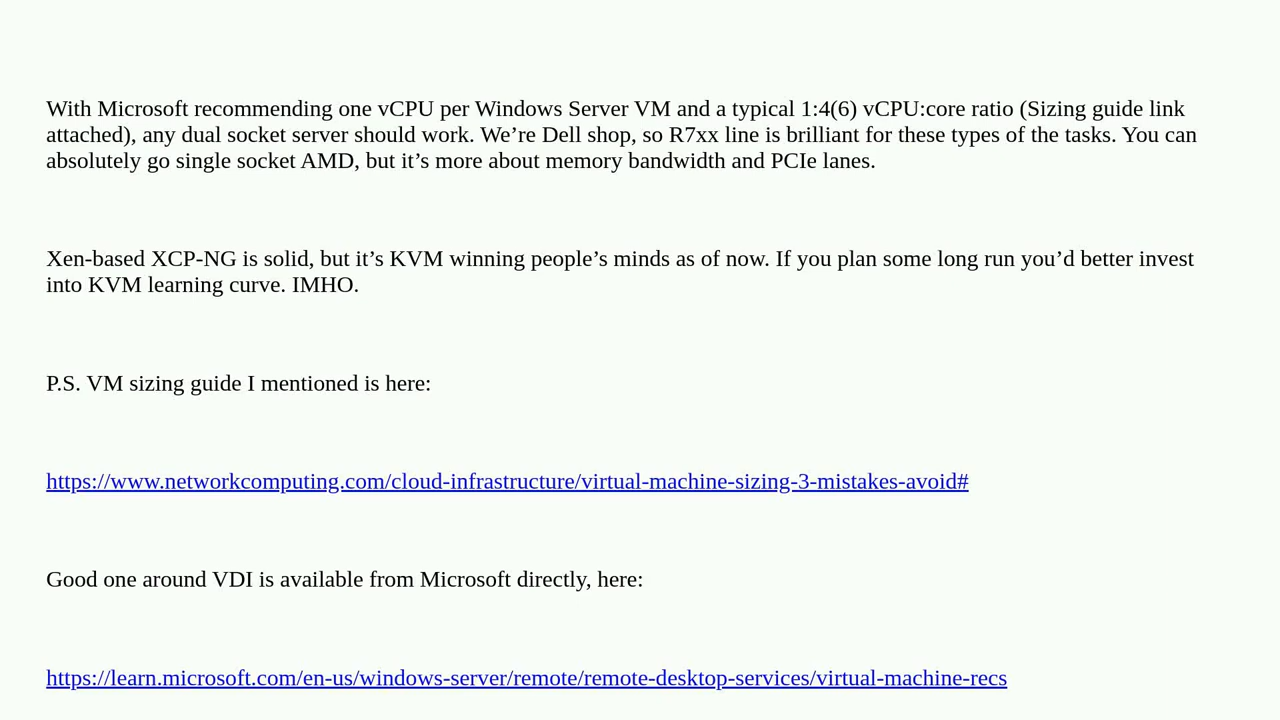 With Microsoft recommending one vCPU per Windows Server VM and a typical 1:4(6) vCPU:core ratio (Sizing guide link
attached), any dual socket server should work. We’re Dell shop, so R7xx line is brilliant for these types of the tasks. You can
absolutely go single socket AMD, but it’s more about memory bandwidth and PCIe lanes.
Xen-based XCP-NG is solid, but it’s KVM winning people’s minds as of now. If you plan some long run you’d better invest
into KVM learning curve. IMHO.
P.S. VM sizing guide I mentioned is here:
https://www.networkcomputing.com/cloud-infrastructure/virtual-machine-sizing-3-mistakes-avoid#
Good one around VDI is available from Microsoft directly, here:
https://learn.microsoft.com/en-us/windows-server/remote/remote-desktop-services/virtual-machine-recs